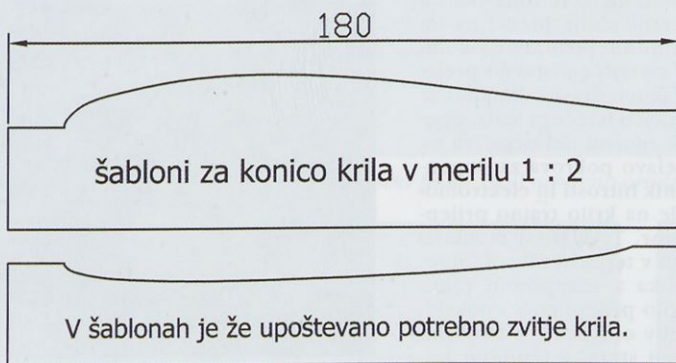 180
šabloni za konico krila v merilu 1 : 2
V šablonah je že upoštevano potrebno zvitje krila.